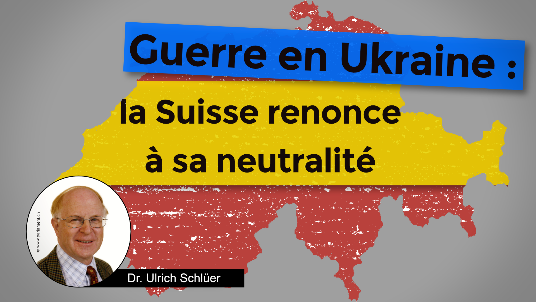 Guerre en Ukraine :
la Suisse renonce
à sa neutralité
Dr. Ulrich Schlüer